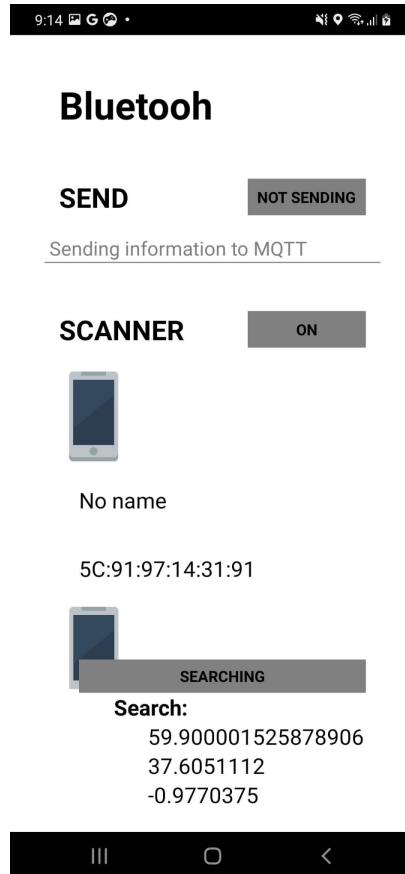 9:14
Bluetooh
SEND
NOT SENDING
Sending information to MQTT
SCANNER
ON
No name
5C:91:97:14:31:91
SEARCHING
Search:
59.900001525878906
37.6051112
-0.9770375